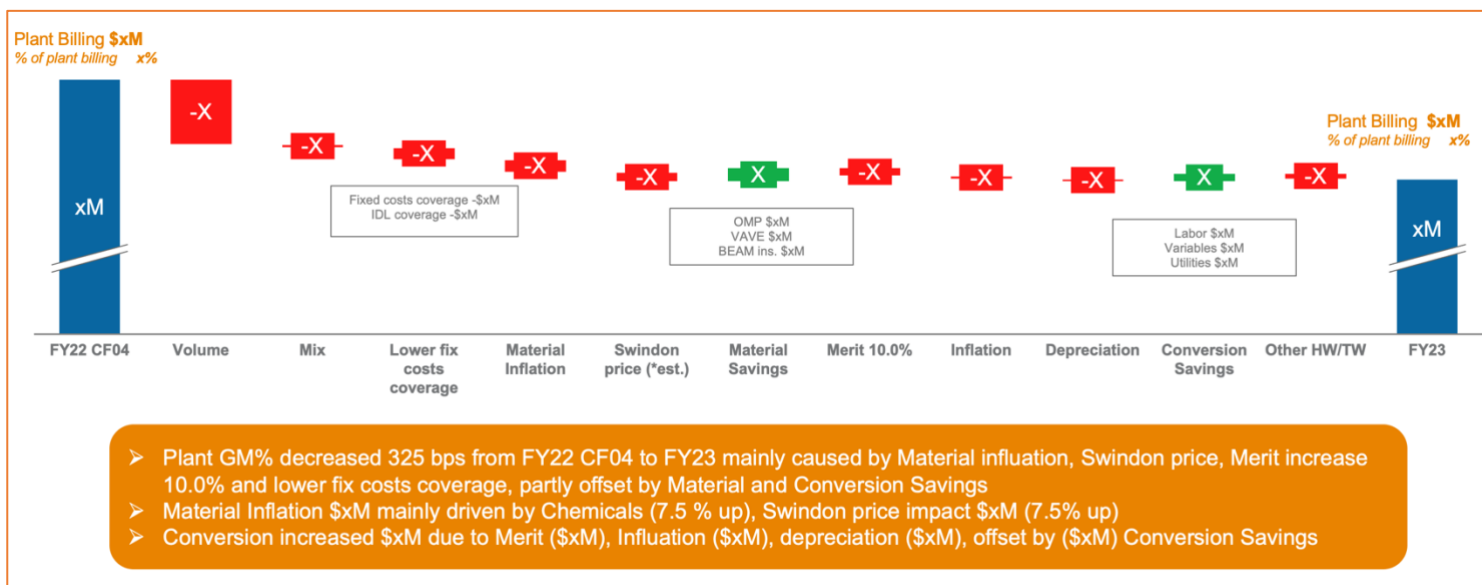 Plant Billing $xM
% of plant billing x%
Plant Billing $xM
% of plant billing x%
xM
-X
-X
-X
-X
-X
X
-X
-X
-X
X
-X
xM
Fixed costs coverage -$xM
IDL coverage -$xM
OMP $xM
VAVE $xM
BEAM ins. $xM
Labor $xM
Variables $xM
Utilities $xM
FY22 CF04
Volume
Mix
Lower fix
costs
coverage
Material
Inflation
Swindon
price (*est.)
Material
Savings
Merit 10.0%
Inflation
Depreciation
Conversion
Savings
Other HW/TW
FY23
➢ Plant GM% decreased 325 bps from FY22 CF04 to FY23 mainly caused by Material influation, Swindon price, Merit increase
10.0% and lower fix costs coverage, partly offset by Material and Conversion Savings
➢ Material Inflation $xM mainly driven by Chemicals (7.5 % up), Swindon price impact $xM (7.5% up)
➢ Conversion increased $xM due to Merit ($xM), Influation ($xM), depreciation ($xM), offset by ($xM) Conversion Savings